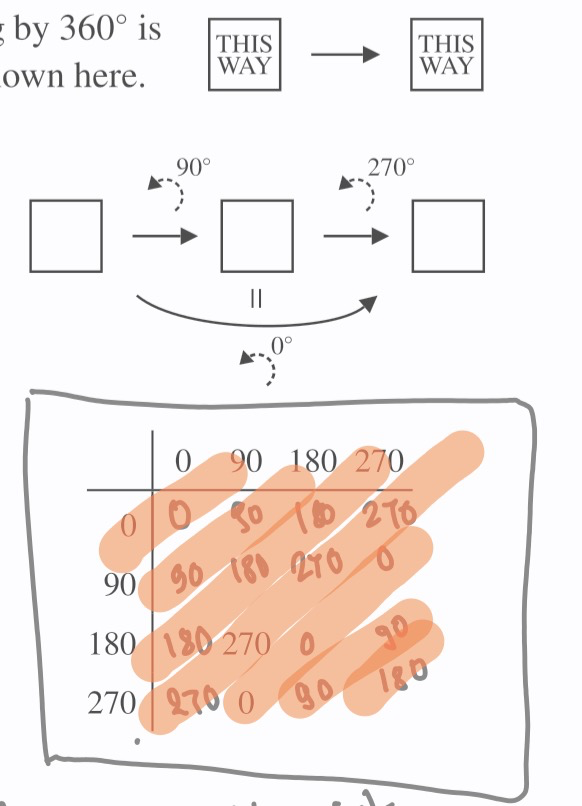 g by 360° is
own here.
THIS
WAY
THIS
WAY
90° 270°
0°
0 90 180 270
0 0 90 180 270
90 90 180 270 0
180 180 270 0 90
270 270 0 90 180